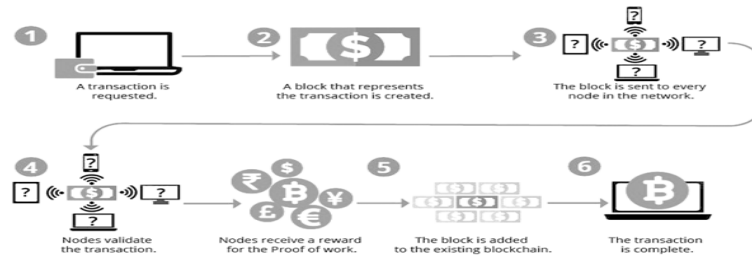 1
A transaction is
requested.
2
$
A block that represents
the transaction is created.
3
?
?
$
?
?
The block is sent to every
node in the network.
4
?
?
$
?
?
Nodes validate
the transaction.
$
₹
₿
¥
£
€
Nodes receive a reward
for the Proof of work.
5
$ $
$ $ $
$ $
The block is added
to the existing blockchain.
6
₿
The transaction
is complete.